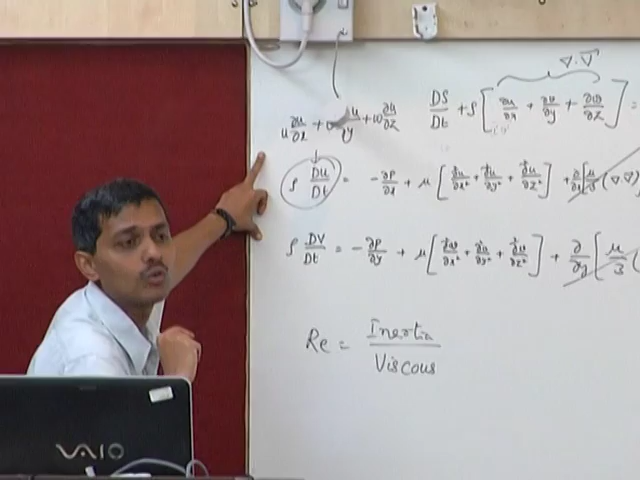 ∇·V⃗
u ∂u/∂x + v ∂u/∂y + w ∂u/∂z
Dρ/Dt + ρ [ ∂u/∂x + ∂v/∂y + ∂w/∂z ] =
ρ Du/Dt = -∂P/∂x + μ [ ∂²u/∂x² + ∂²u/∂y² + ∂²u/∂z² ] + ∂/∂x [ μ/3 (∇·V)
ρ DV/Dt = -∂P/∂y + μ [ ∂²v/∂x² + ∂²v/∂y² + ∂²v/∂z² ] + ∂/∂y [ μ/3 (
Re = Inertia / Viscous
VAIO